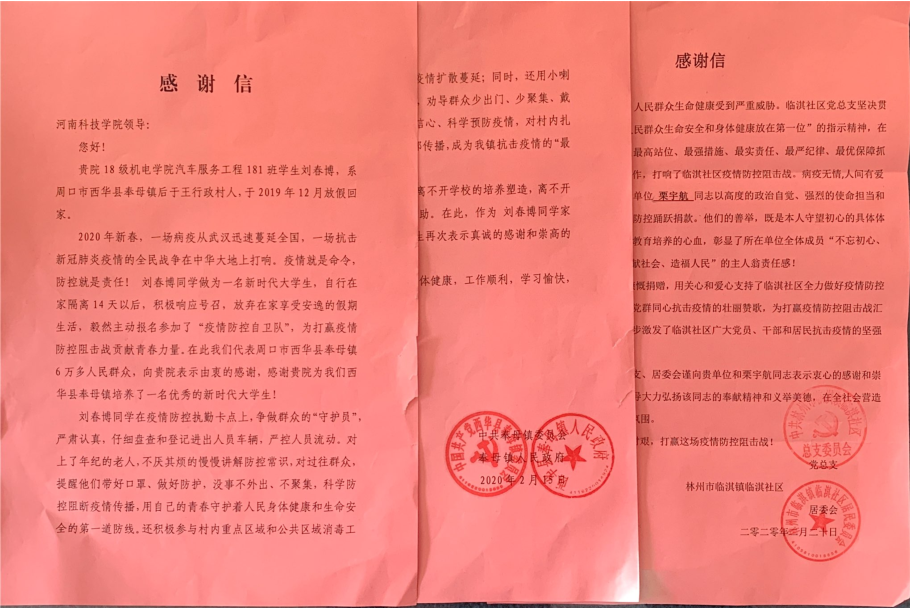 感 谢 信
河南科技学院领导：
您好！
贵院 18 级机电学院汽车服务工程 181 班学生刘春博，系
周口市西华县奉母镇后于王行政村人，于 2019 年 12 月放假回
家。
2020 年新春，一场病疫从武汉迅速蔓延全国，一场抗击
新冠肺炎疫情的全民战争在中华大地上打响。疫情就是命令，
防控就是责任！ 刘春博同学做为一名新时代大学生，自行在
家隔离 14 天以后，积极响应号召，放弃在家享受安逸的假期
生活，毅然主动报名参加了“疫情防控自卫队”，为打赢疫情
防控阻击战贡献青春力量。在此我们代表周口市西华县奉母镇
6 万多人民群众，向贵院表示由衷的感谢，感谢贵院为我们西
华县奉母镇培养了一名优秀的新时代大学生！
刘春博同学在疫情防控执勤卡点上，争做群众的“守护员”，
严肃认真，仔细盘查和登记进出人员车辆，严控人员流动。对
上了年纪的老人，不厌其烦的慢慢讲解防控常识，对过往群众，
提醒他们带好口罩、做好防护、没事不外出、不聚集，科学防
控阻断疫情传播，用自己的青春守护着人民身体健康和生命安
全的第一道防线。还积极参与村内重点区域和公共区域消毒工
疫情扩散蔓延；同时，还用小喇
、劝导群众少出门、少聚集、戴
信心、科学预防疫情，对村内扎
传播，成为我镇抗击疫情的“最
离不开学校的培养塑造，离不开
助。在此，作为 刘春博同学家
再次表示真诚的感谢和崇高的
体健康，工作顺利，学习愉快，
中共奉母镇委员会
奉母镇人民政府
2020 年 2 月 15 日
感谢信
人民群众生命健康受到严重威胁，临淇社区党总支坚决贯
民群众生命安全和身体健康放在第一位”的指示精神，在
最高站位、最强措施、最实责任、最严纪律、最优保障抓
作，打响了临淇社区疫情防控阻击战。病疫无情，人间有爱
单位 栗宇航 同志以高度的政治自觉、强烈的使命担当和
防控踊跃捐款。他们的善举，既是本人守望初心的具体体
教育培养的心血，彰显了所在单位全体成员“不忘初心、
献社会、造福人民”的主人翁责任感！
慷慨捐赠，用关心和爱心支持了临淇社区全力做好疫情防控
党群同心抗击疫情的壮丽赞歌，为打赢疫情防控阻击战汇
步激发了临淇社区广大党员、干部和居民抗击疫情的坚强
支、居委会谨向贵单位和栗宇航同志表示衷心的感谢和崇
大力弘扬该同志的奉献精神和义举美德，在全社会营造
氛围。
时艰，打赢这场疫情防控阻击战！
总支委员会
党总支
林州市临淇镇临淇社区
居委会
二零二零年 月二十日